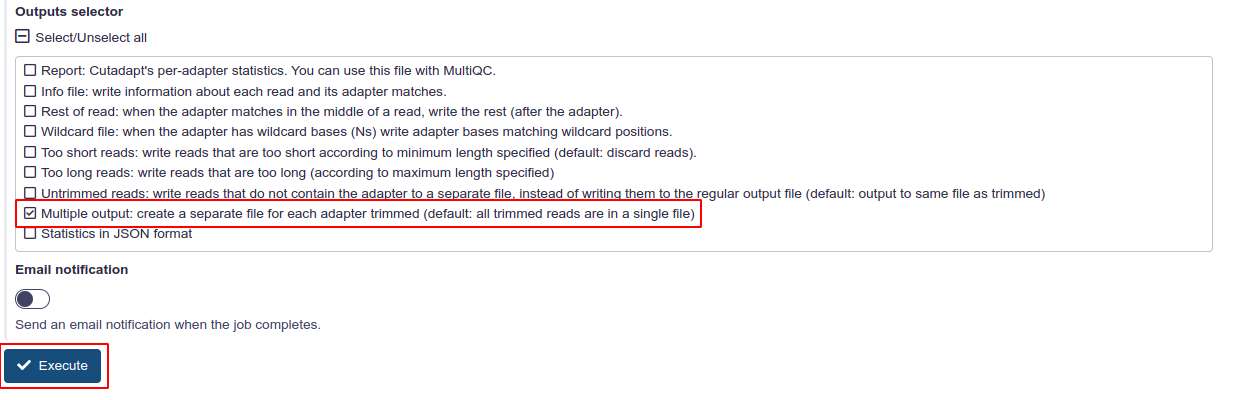 Outputs selector
Select/Unselect all
Report: Cutadapt's per-adapter statistics. You can use this file with MultiQC.
Info file: write information about each read and its adapter matches.
Rest of read: when the adapter matches in the middle of a read, write the rest (after the adapter).
Wildcard file: when the adapter has wildcard bases (Ns) write adapter bases matching wildcard positions.
Too short reads: write reads that are too short according to minimum length specified (default: discard reads).
Too long reads: write reads that are too long (according to maximum length specified)
Untrimmed reads: write reads that do not contain the adapter to a separate file, instead of writing them to the regular output file (default: output to same file as trimmed)
Multiple output: create a separate file for each adapter trimmed (default: all trimmed reads are in a single file)
Statistics in JSON format
Email notification
Send an email notification when the job completes.
Execute